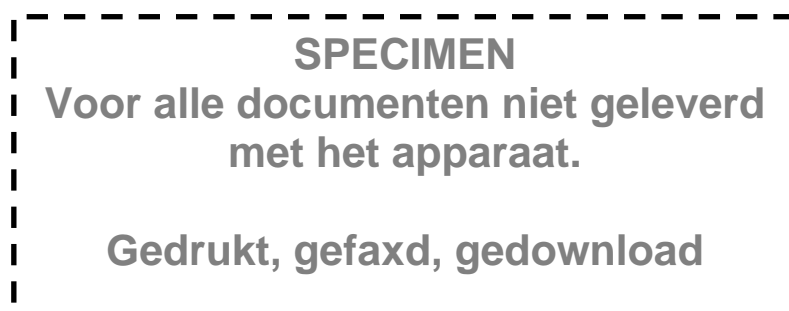 SPECIMEN
Voor alle documenten niet geleverd
met het apparaat.
Gedrukt, gefaxd, gedownload